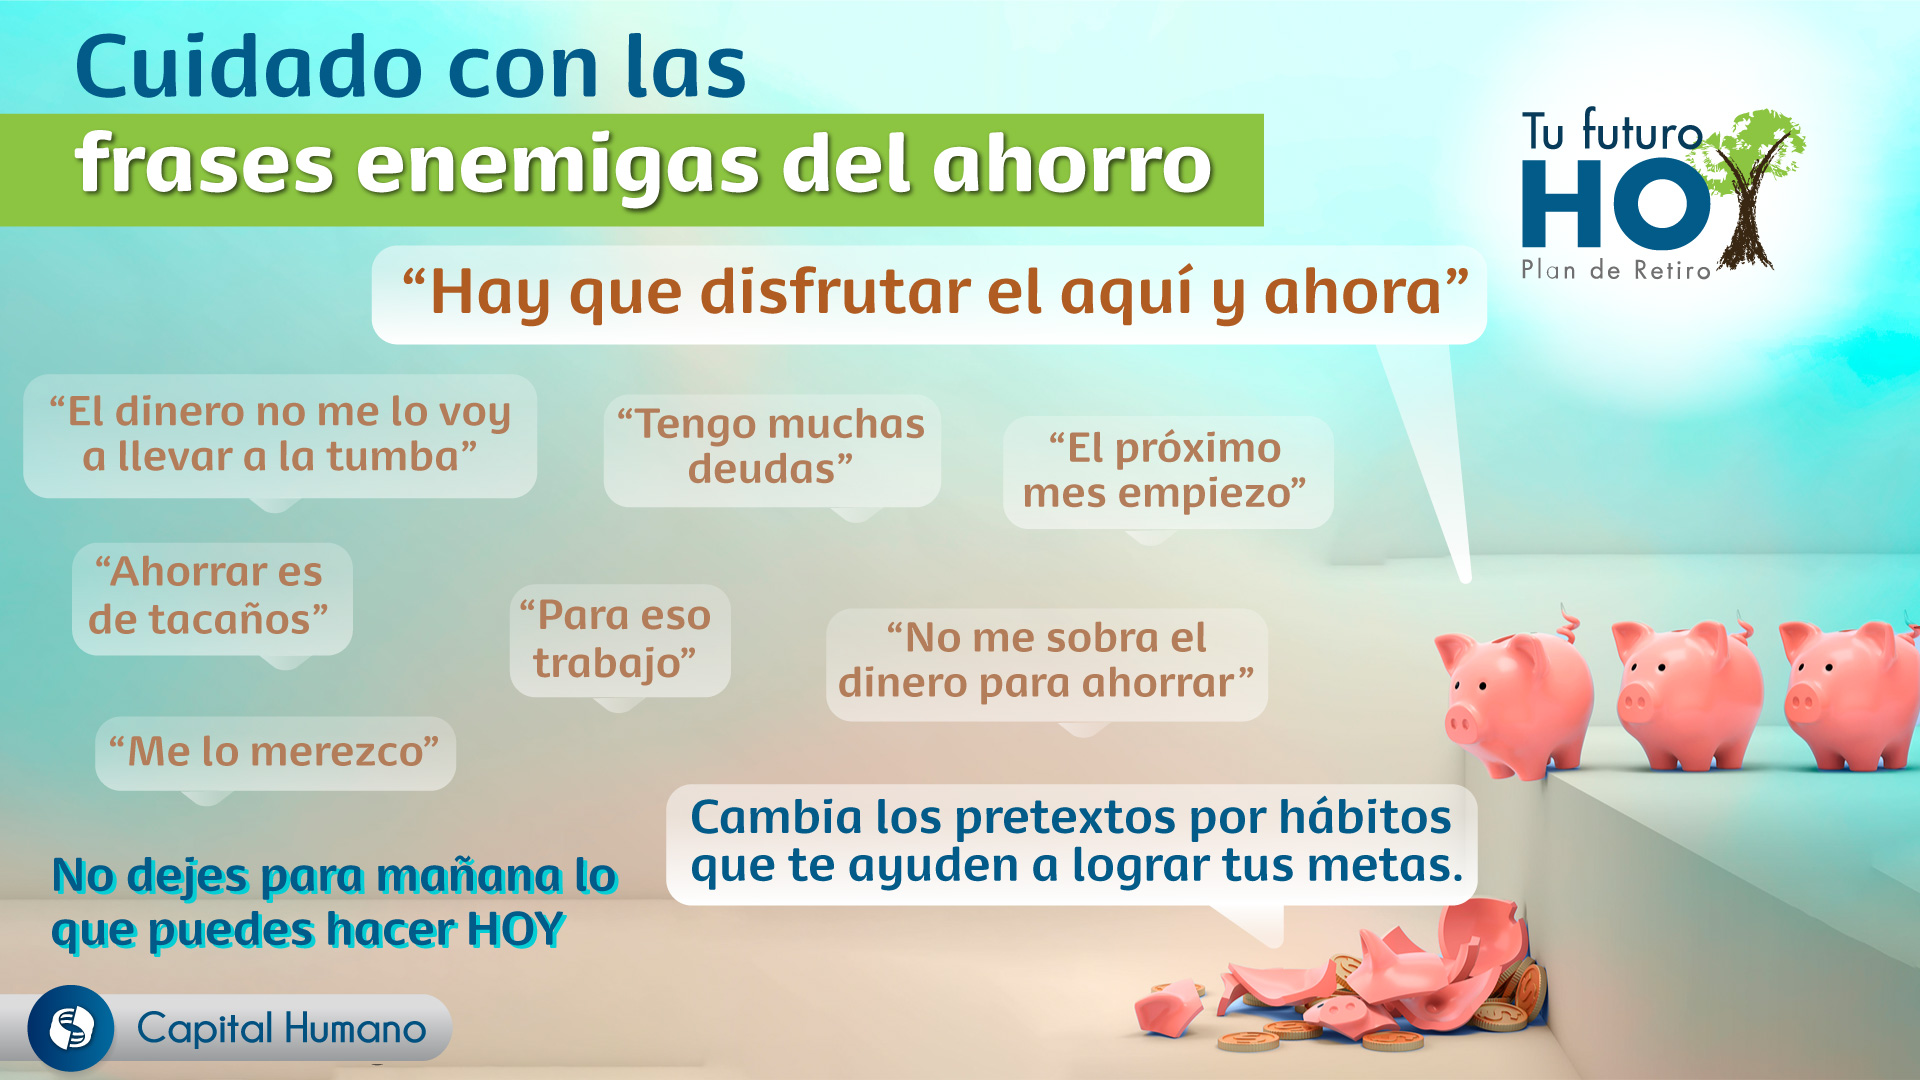 Cuidado con las
frases enemigas del ahorro
Tu futuro
HOY
Plan de Retiro
“Hay que disfrutar el aquí y ahora”
“El dinero no me lo voy
a llevar a la tumba”
“Tengo muchas
deudas”
“El próximo
mes empiezo”
“Ahorrar es
de tacaños”
“Para eso
trabajo”
“No me sobra el
dinero para ahorrar”
“Me lo merezco”
Cambia los pretextos por hábitos
que te ayuden a lograr tus metas.
No dejes para mañana lo
que puedes hacer HOY
Capital Humano